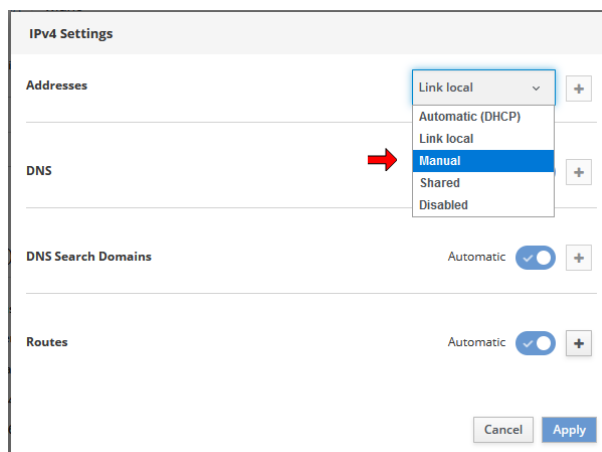 IPv4 Settings
Addresses
Link local
+
Automatic (DHCP)
Link local
Manual
Shared
Disabled
DNS
+
DNS Search Domains
Automatic
+
Routes
Automatic
+
Cancel
Apply